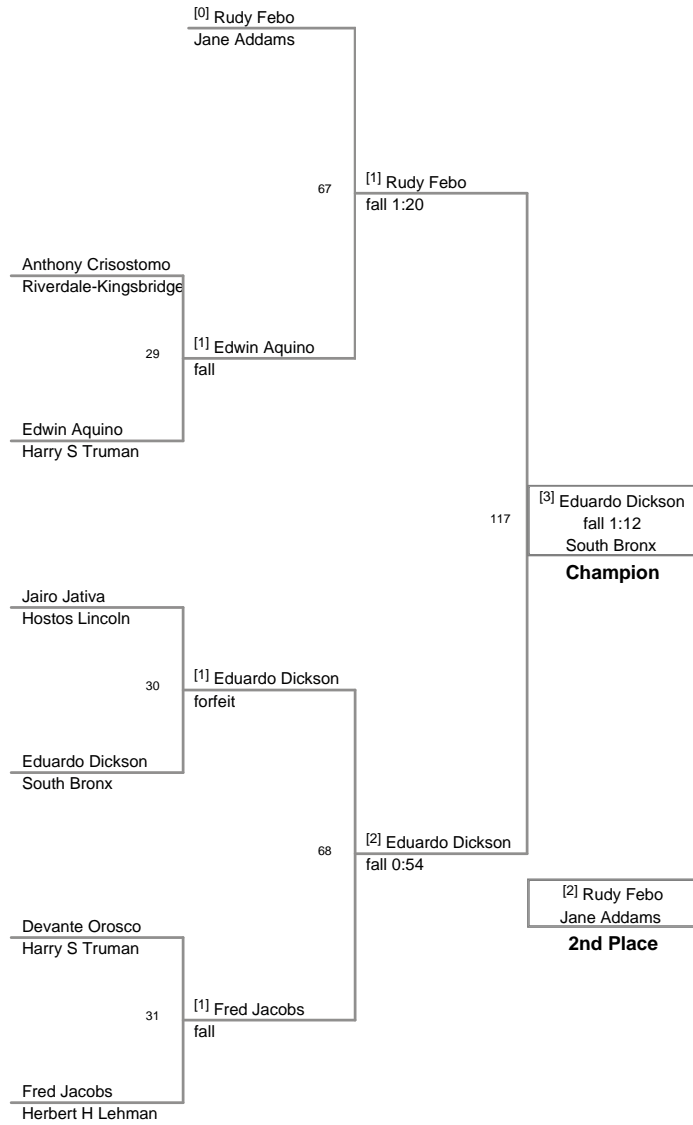 [0] Rudy Febo
Jane Addams
67
[1] Rudy Febo
fall 1:20
Anthony Crisostomo
Riverdale-Kingsbridge
29
[1] Edwin Aquino
fall
Edwin Aquino
Harry S Truman
117
[3] Eduardo Dickson
fall 1:12
South Bronx
Champion
Jairo Jativa
Hostos Lincoln
30
[1] Eduardo Dickson
forfeit
Eduardo Dickson
South Bronx
68
[2] Eduardo Dickson
fall 0:54
[2] Rudy Febo
Jane Addams
2nd Place
Devante Orosco
Harry S Truman
31
[1] Fred Jacobs
fall
Fred Jacobs
Herbert H Lehman